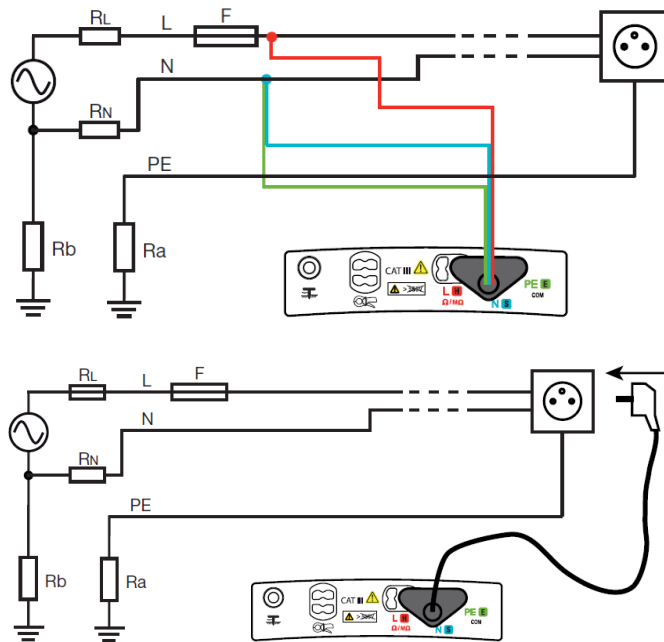 RL L F
N
RN
PE
Rb Ra
CAT III
L H
Ω/MΩ
N S
PE E
COM
RL L F
N
RN
PE
Rb Ra
CAT III
L H
Ω/MΩ
N S
PE E
COM